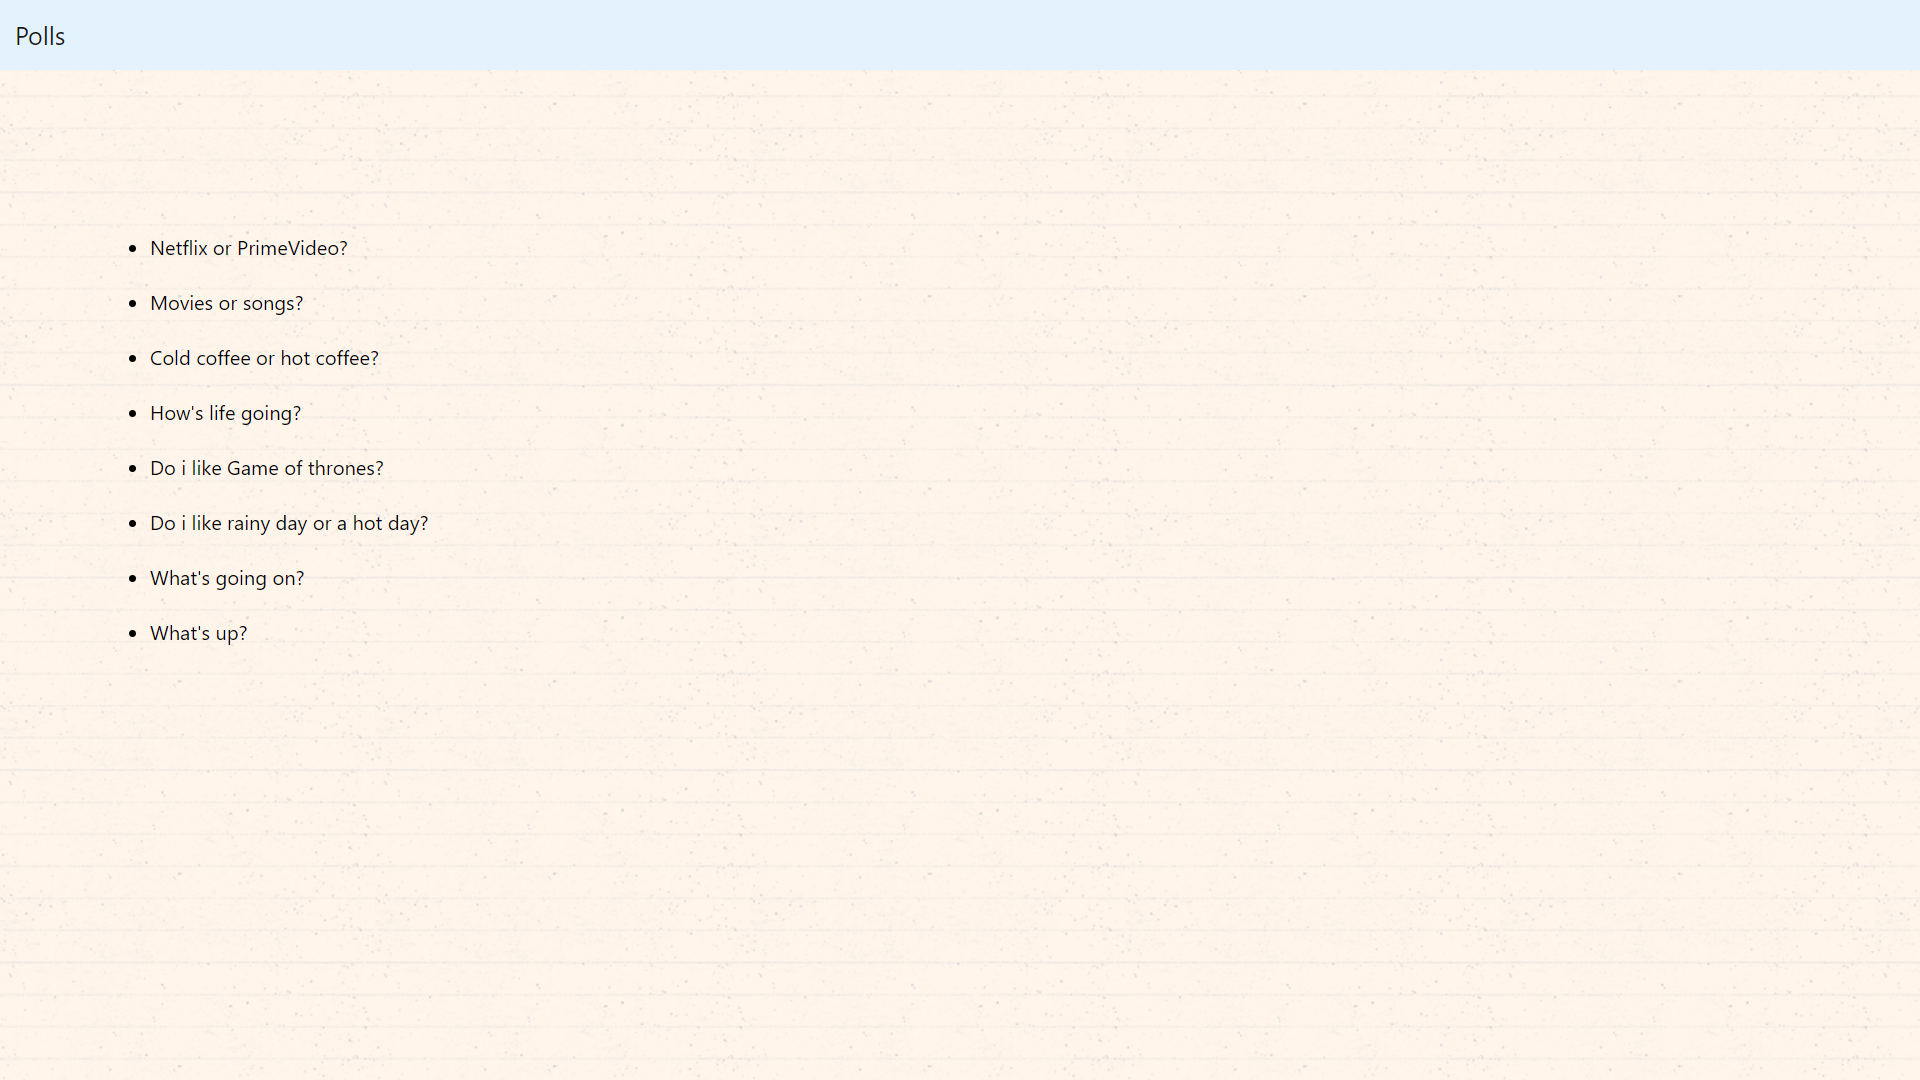 Polls
Netflix or PrimeVideo?
Movies or songs?
Cold coffee or hot coffee?
How's life going?
Do i like Game of thrones?
Do i like rainy day or a hot day?
What's going on?
What's up?